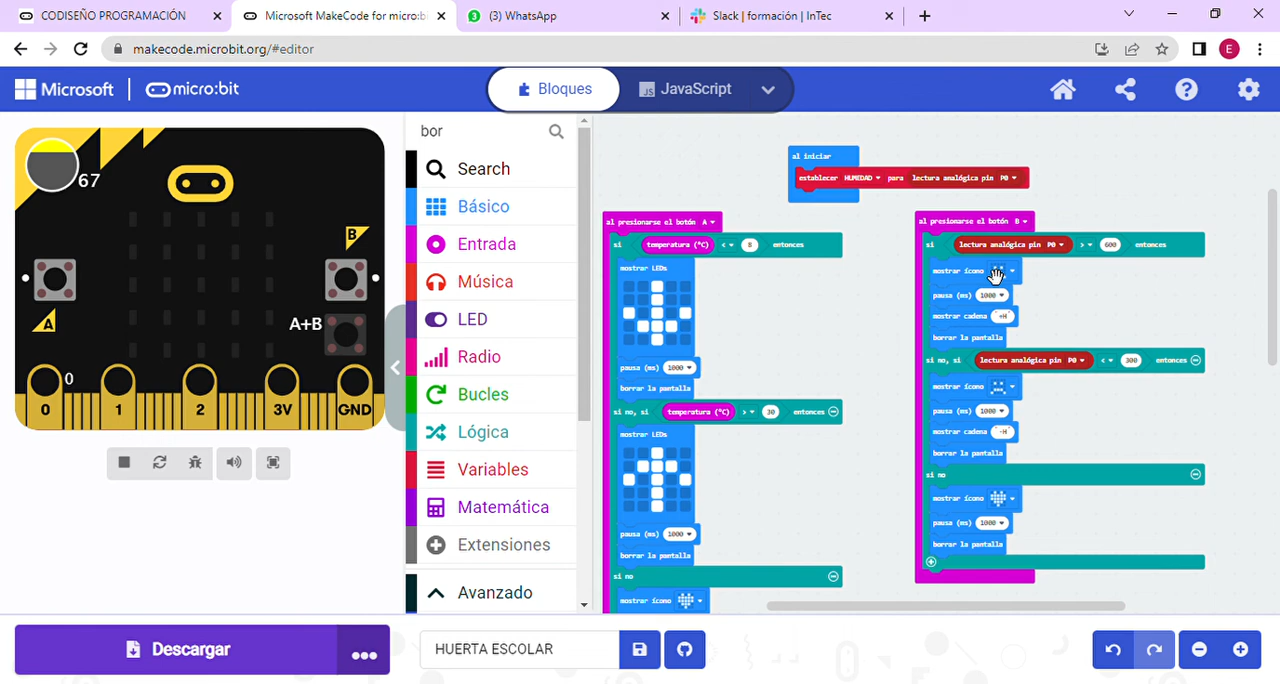 CODISEÑO PROGRAMACIÓN
Microsoft MakeCode for micro:bi
(3) WhatsApp
Slack | formación | InTec
makecode.microbit.org/#editor
E
Microsoft
micro:bit
Bloques
JS JavaScript
67
B
A
A+B
0
0
1
2
3V
GND
bor
Search
Básico
Entrada
Música
LED
Radio
Bucles
Lógica
Variables
Matemática
Extensiones
Avanzado
al iniciar
establecer HUMEDAD para lectura analógica pin P0
al presionarse el botón A
si temperatura (°C) < 8 entonces
mostrar LEDs
pausa (ms) 1000
borrar la pantalla
si no, si temperatura (°C) > 30 entonces
mostrar LEDs
pausa (ms) 1000
borrar la pantalla
si no
mostrar ícono
al presionarse el botón B
si lectura analógica pin P0 > 600 entonces
mostrar ícono
pausa (ms) 1000
mostrar cadena "+H"
borrar la pantalla
si no, si lectura analógica pin P0 < 300 entonces
mostrar ícono
pausa (ms) 1000
mostrar cadena "-H"
borrar la pantalla
si no
mostrar ícono
pausa (ms) 1000
borrar la pantalla
Descargar
HUERTA ESCOLAR